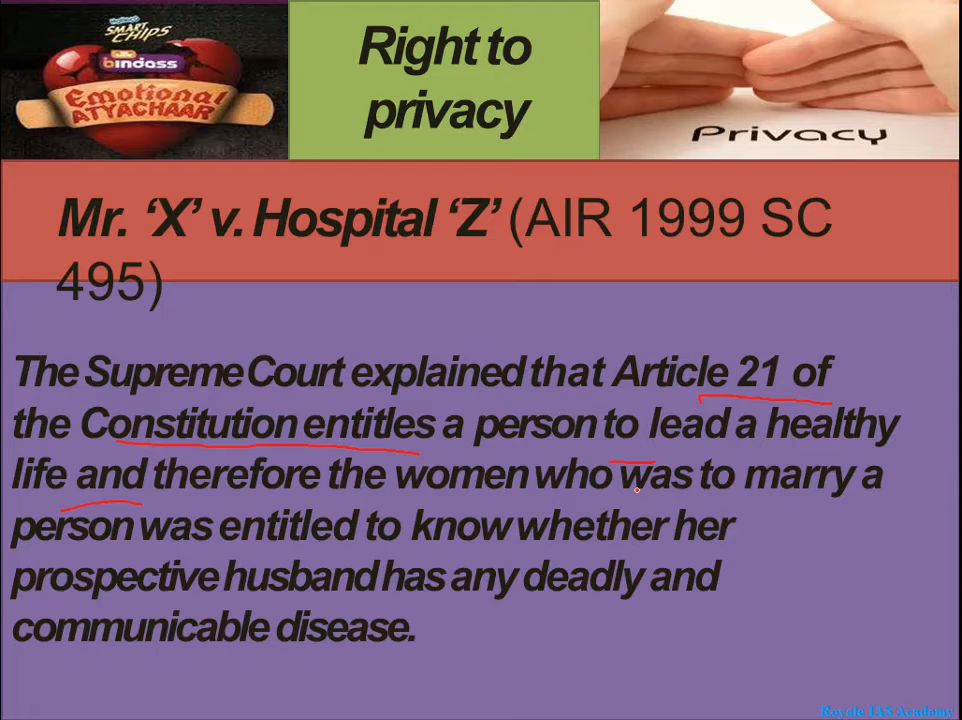 SMART
CHIPS
bindass
Emotional
ATYACHAAR
Right to
privacy
Privacy
Mr. ‘X’ v. Hospital ‘Z’ (AIR 1999 SC
495)
The Supreme Court explained that Article 21 of
the Constitution entitles a person to lead a healthy
life and therefore the women who was to marry a
person was entitled to know whether her
prospective husband has any deadly and
communicable disease.
Royale IAS Academy